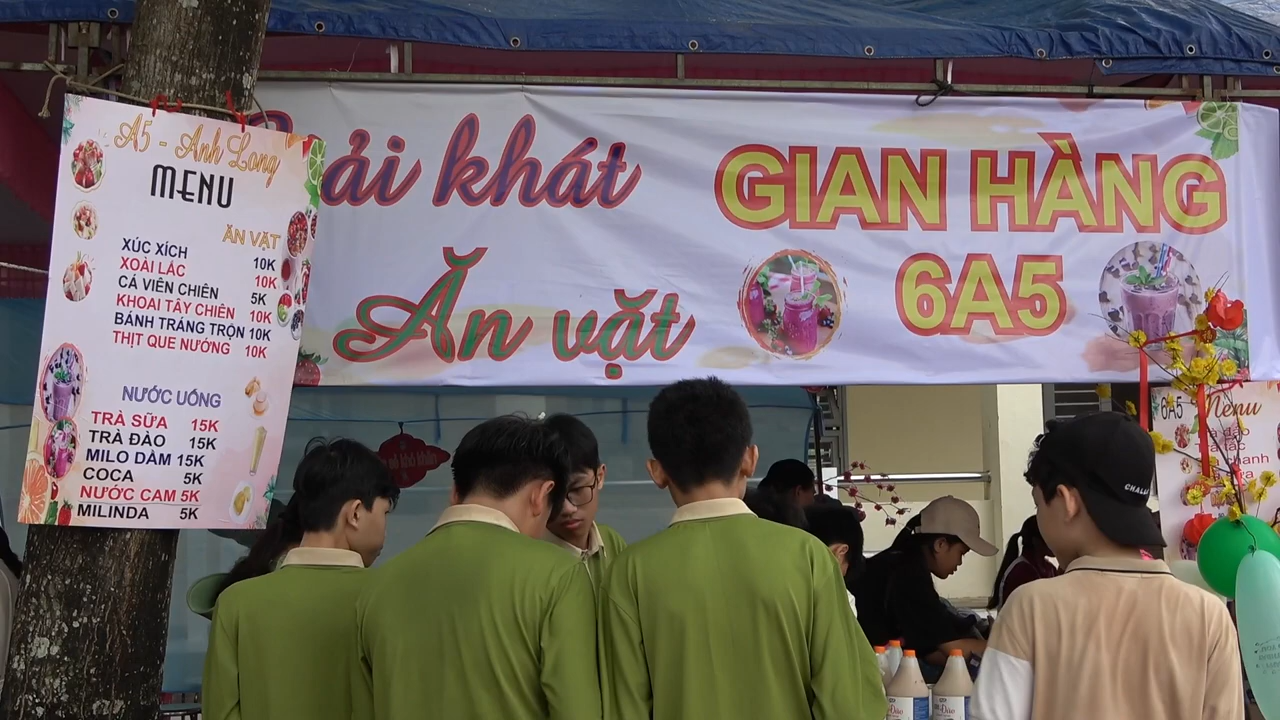 A5 - Anh Long
MENU
ĂN VẶT
XÚC XÍCH 10K
XOÀI LẮC 10K
CÁ VIÊN CHIÊN 5K
KHOAI TÂY CHIÊN 10K
BÁNH TRÁNG TRỘN 10K
THỊT QUE NƯỚNG 10K
NƯỚC UỐNG
TRÀ SỮA 15K
TRÀ ĐÀO 15K
MILO DẦM 15K
COCA 5K
NƯỚC CAM 5K
MILINDA 5K
khát
Ăn vặt
GIAN HÀNG
6A5
6A5 Menu